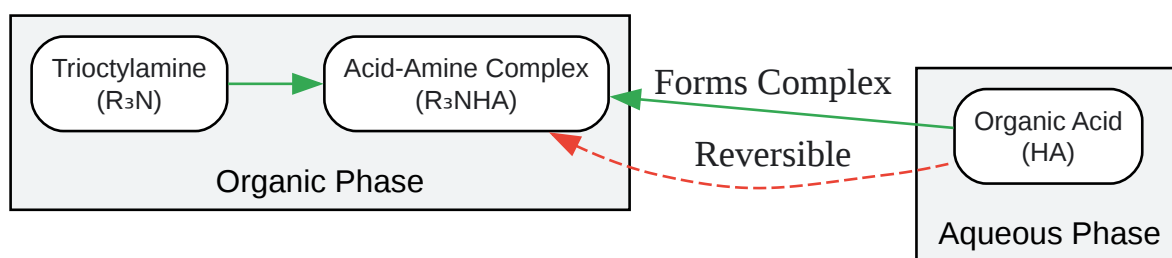 Trioctylamine
(R₃N)
Acid-Amine Complex
(R₃NHA)
Organic Phase
Forms Complex
Reversible
Organic Acid
(HA)
Aqueous Phase